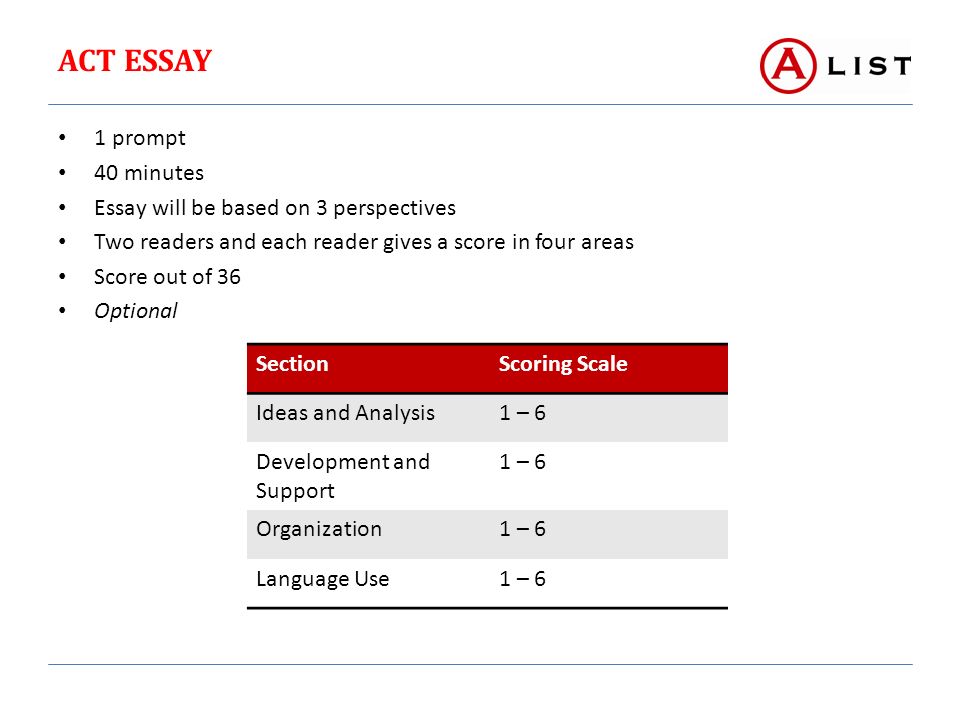 ACT ESSAY
A LIST
• 1 prompt
• 40 minutes
• Essay will be based on 3 perspectives
• Two readers and each reader gives a score in four areas
• Score out of 36
• Optional
Section Scoring Scale
Ideas and Analysis 1 – 6
Development and 1 – 6
Support
Organization 1 – 6
Language Use 1 – 6